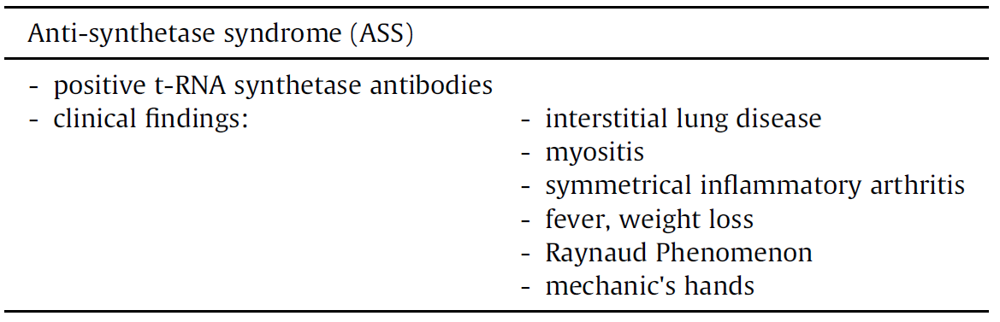 Anti-synthetase syndrome (ASS)
- positive t-RNA synthetase antibodies
- clinical findings: - interstitial lung disease
- myositis
- symmetrical inflammatory arthritis
- fever, weight loss
- Raynaud Phenomenon
- mechanic's hands